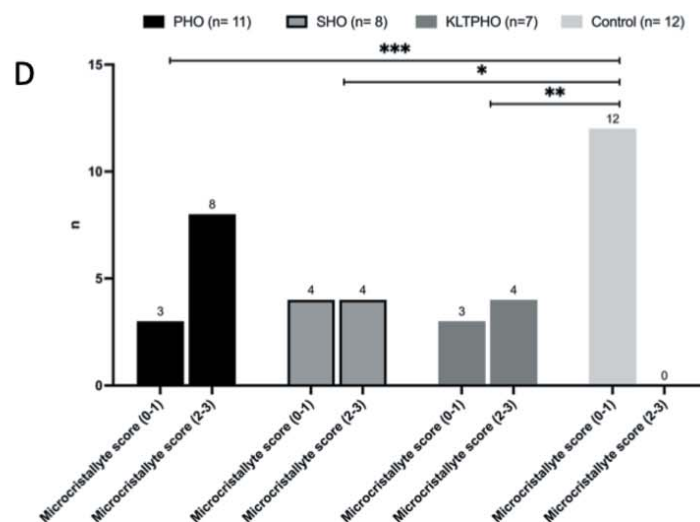 PHO (n= 11) SHO (n= 8) KLTPHO (n=7) Control (n= 12)
D
***
*
**
15
10
5
0
n
3
8
4
4
3
4
12
0
Microcristallyte score (0-1)
Microcristallyte score (2-3)
Microcristallyte score (0-1)
Microcristallyte score (2-3)
Microcristallyte score (0-1)
Microcristallyte score (2-3)
Microcristallyte score (0-1)
Microcristallyte score (2-3)